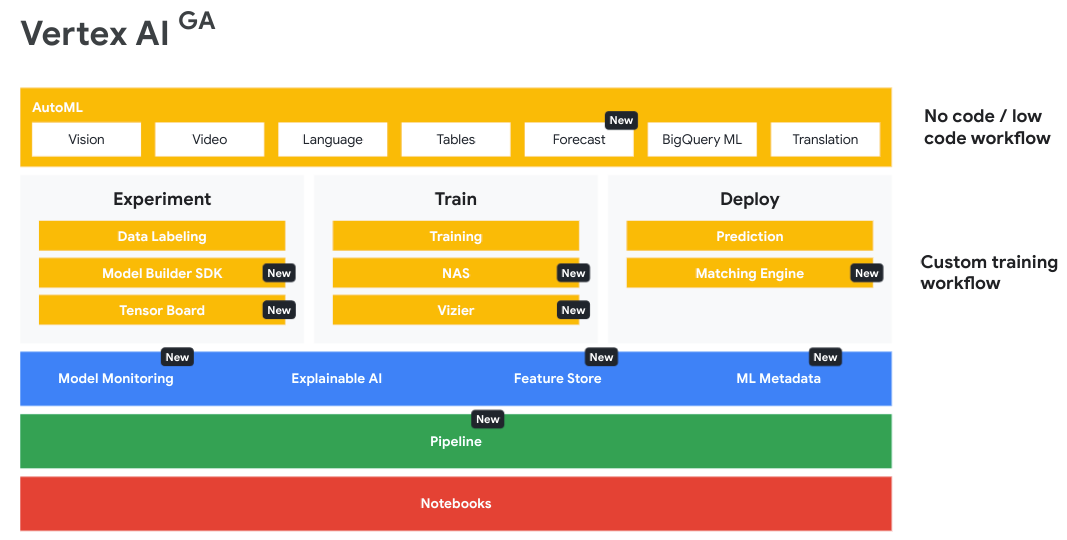 Vertex AI GA
AutoML
New
Vision
Video
Language
Tables
Forecast
BigQuery ML
Translation
No code / low
code workflow
Experiment
Data Labeling
Model Builder SDK
New
Tensor Board
New
Train
Training
NAS
New
Vizier
New
Deploy
Prediction
Matching Engine
New
Custom training
workflow
New
Model Monitoring
Explainable AI
New
Feature Store
New
ML Metadata
New
Pipeline
Notebooks